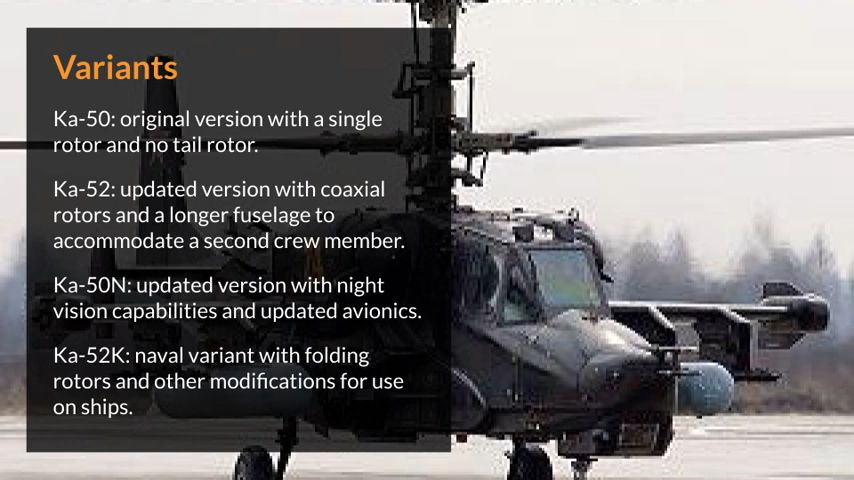 Variants
Ka-50: original version with a single
rotor and no tail rotor.
Ka-52: updated version with coaxial
rotors and a longer fuselage to
accommodate a second crew member.
Ka-50N: updated version with night
vision capabilities and updated avionics.
Ka-52K: naval variant with folding
rotors and other modifications for use
on ships.